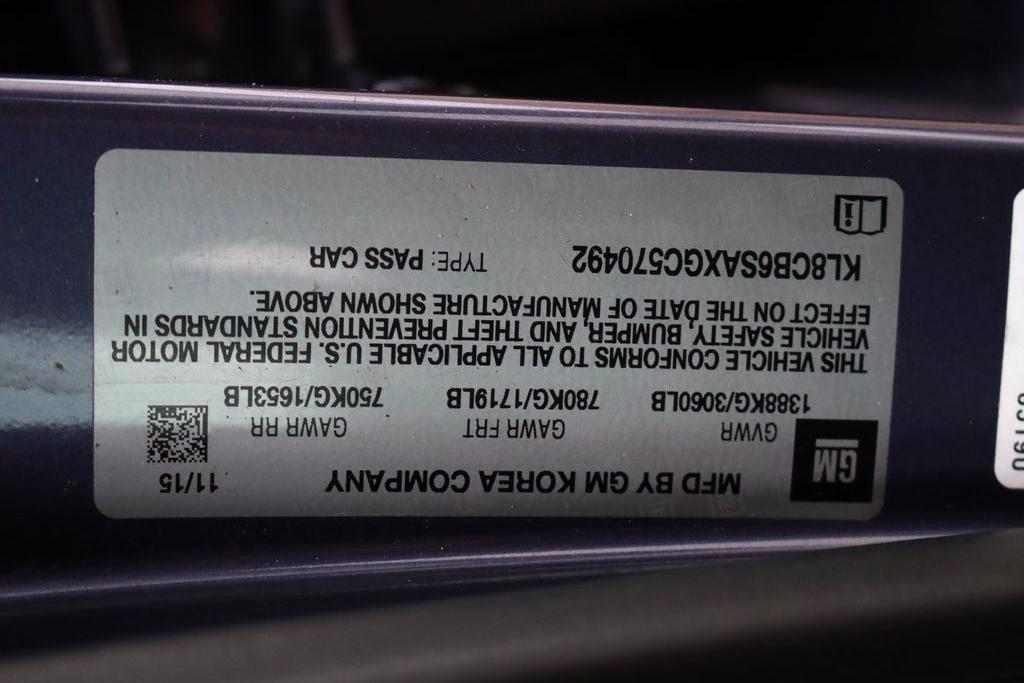 GM
MFD BY GM KOREA COMPANY
11/15
GVWR GAWR FRT GAWR RR
1388KG/3060LB 780KG/1719LB 750KG/1653LB
THIS VEHICLE CONFORMS TO ALL APPLICABLE U.S. FEDERAL MOTOR
VEHICLE SAFETY, BUMPER, AND THEFT PREVENTION STANDARDS IN
EFFECT ON THE DATE OF MANUFACTURE SHOWN ABOVE.
KL8CB6SAXGC570492 TYPE: PASS CAR